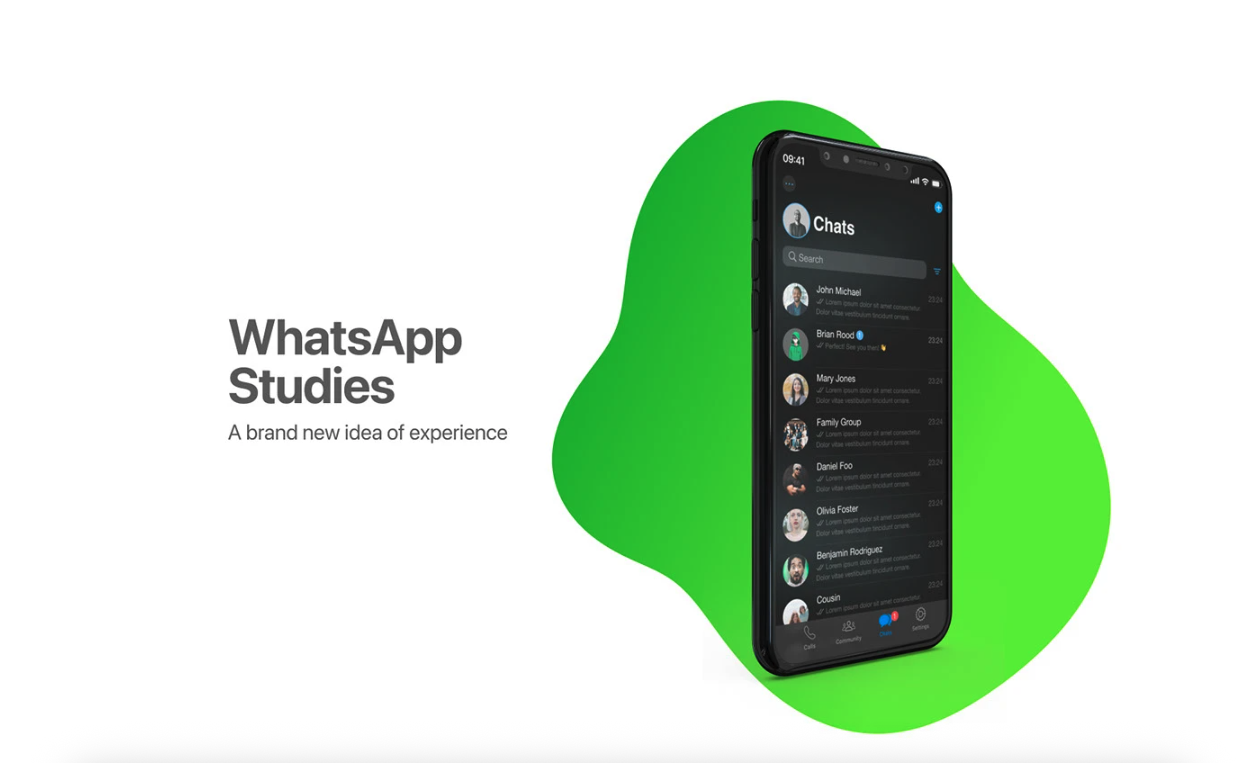 WhatsApp
Studies
A brand new idea of experience
09:41
Chats
Search
John Michael
23:24
Lorem ipsum dolor sit amet consectetur.
Dolor vitae vestibulum tincidunt ornare.
Brian Rood 1
23:24
Perfect! See you then! 👋
Mary Jones
23:24
Lorem ipsum dolor sit amet consectetur.
Dolor vitae vestibulum tincidunt ornare.
Family Group
23:24
Lorem ipsum dolor sit amet consectetur.
Dolor vitae vestibulum tincidunt ornare.
Daniel Foo
23:24
Lorem ipsum dolor sit amet consectetur.
Dolor vitae vestibulum tincidunt ornare.
Olivia Foster
23:24
Lorem ipsum dolor sit amet consectetur.
Dolor vitae vestibulum tincidunt ornare.
Benjamin Rodriguez
23:24
Lorem ipsum dolor sit amet consectetur.
Dolor vitae vestibulum tincidunt ornare.
Cousin
23:24
Lorem ipsum dolor sit amet consectetur.
Calls
Community
1
Chats
Settings